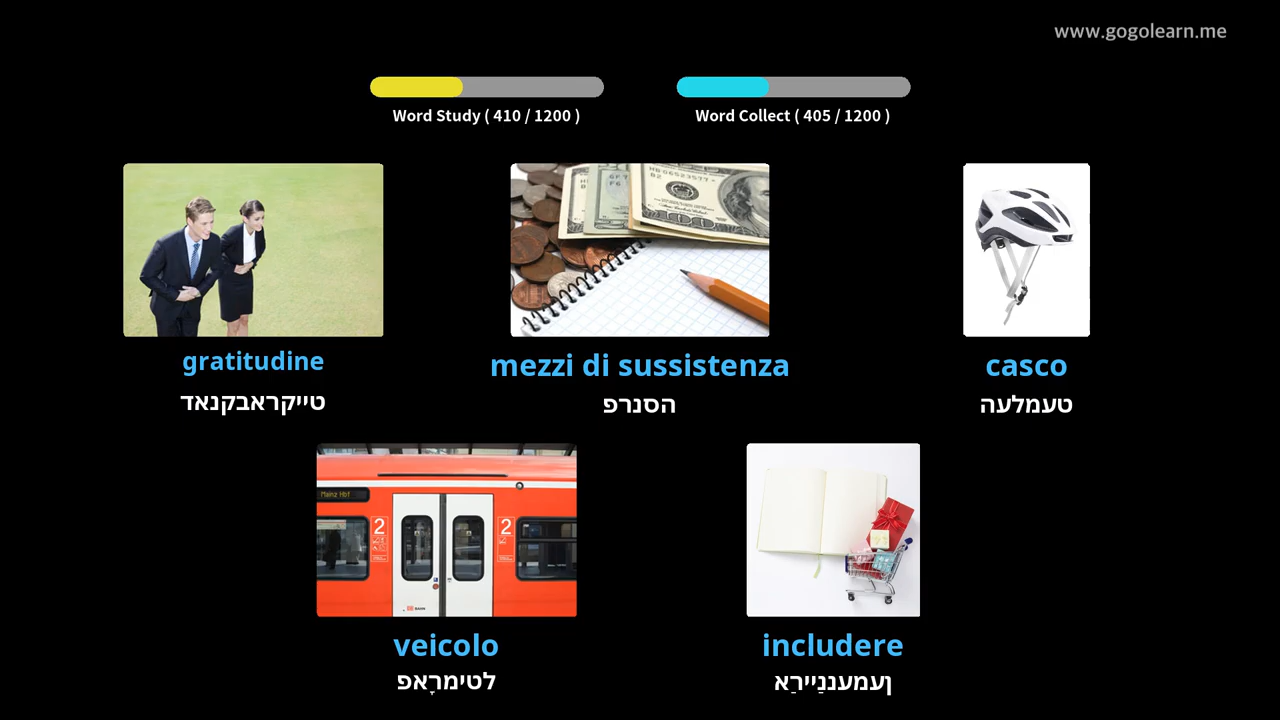 www.gogolearn.me
Word Study ( 410 / 1200 )
Word Collect ( 405 / 1200 )
gratitudine
טייקראבקנאד
mezzi di sussistenza
הסנרפ
casco
טעמלעה
veicolo
לטימרָאפ
includere
ןעמעננַייראַ